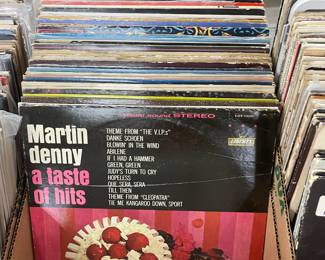 STEREO
Martin
denny
a taste
of hits
THEME FROM "THE V.I.P.s"
DANKE SCHOEN
BLOWIN' IN THE WIND
ABILENE
IF I HAD A HAMMER
GREEN, GREEN
JUDY'S TURN TO CRY
HOPELESS
QUE SERA, SERA
TILL THEN
THEME FROM "CLEOPATRA"
TIE ME KANGAROO DOWN, SPORT
LIBERTY